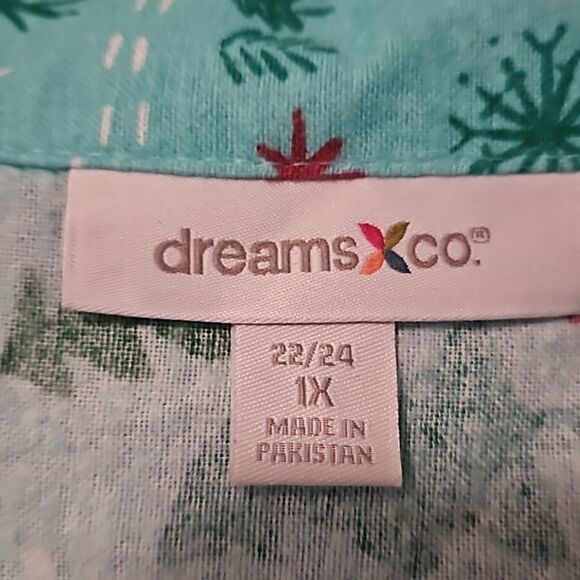 dreams co.®
22/24
1X
MADE IN
PAKISTAN